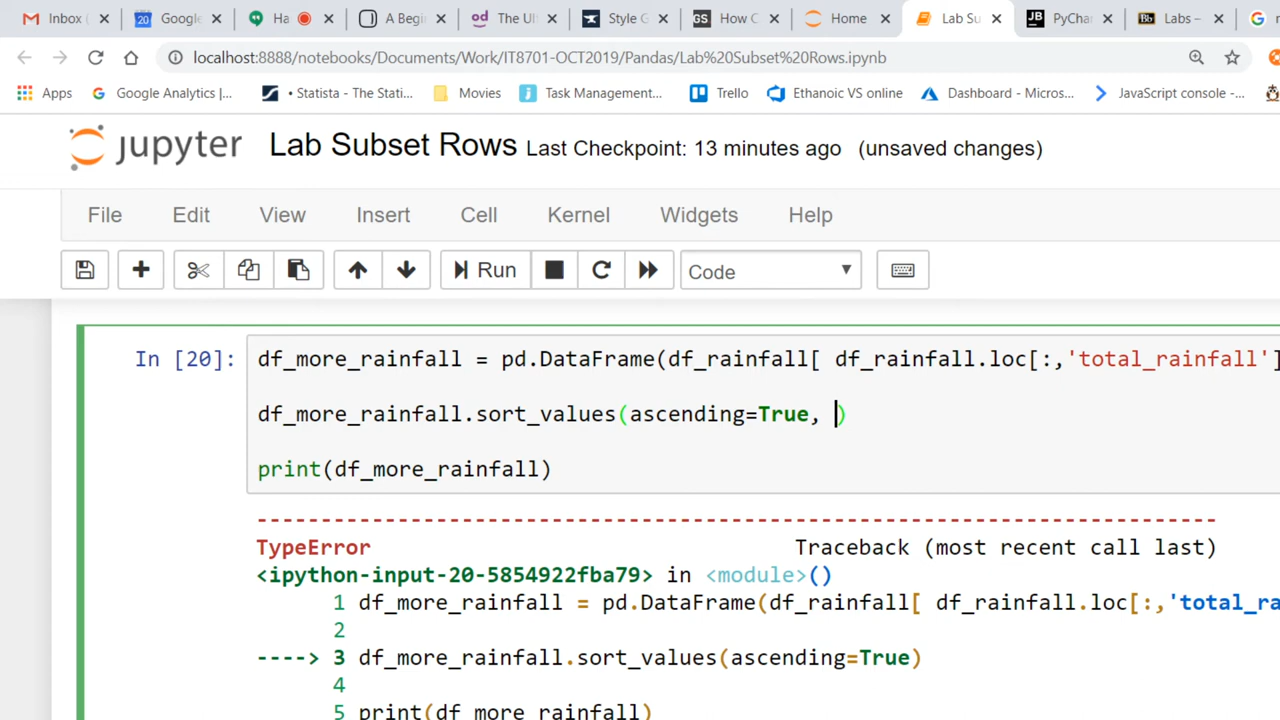 Inbox (
Google
Ha
A Begin
The Ul
Style G
How C
Home
Lab Su
PyChar
Labs –
localhost:8888/notebooks/Documents/Work/IT8701-OCT2019/Pandas/Lab%20Subset%20Rows.ipynb
Apps
Google Analytics |...
• Statista - The Stati...
Movies
Task Management...
Trello
Ethanoic VS online
Dashboard - Micros...
JavaScript console -...
jupyter Lab Subset Rows Last Checkpoint: 13 minutes ago (unsaved changes)
File Edit View Insert Cell Kernel Widgets Help
Run
Code
In [20]: df_more_rainfall = pd.DataFrame(df_rainfall[ df_rainfall.loc[:,'total_rainfall']
df_more_rainfall.sort_values(ascending=True, )
print(df_more_rainfall)
---------------------------------------------------------------------------
TypeError Traceback (most recent call last)
<ipython-input-20-5854922fba79> in <module>()
1 df_more_rainfall = pd.DataFrame(df_rainfall[ df_rainfall.loc[:,'total_ra
2
----> 3 df_more_rainfall.sort_values(ascending=True)
4
5 print(df_more_rainfall)